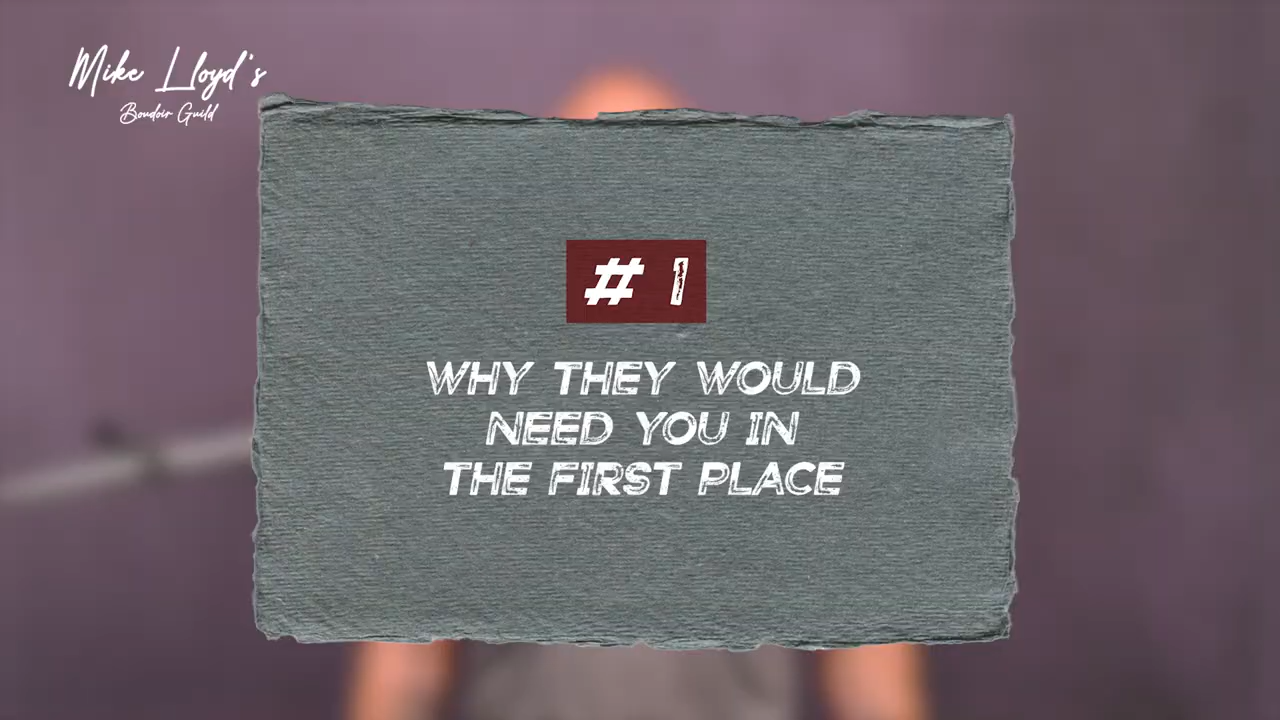 Mike Lloyd's
Boudoir Guild
# 1
WHY THEY WOULD
NEED YOU IN
THE FIRST PLACE